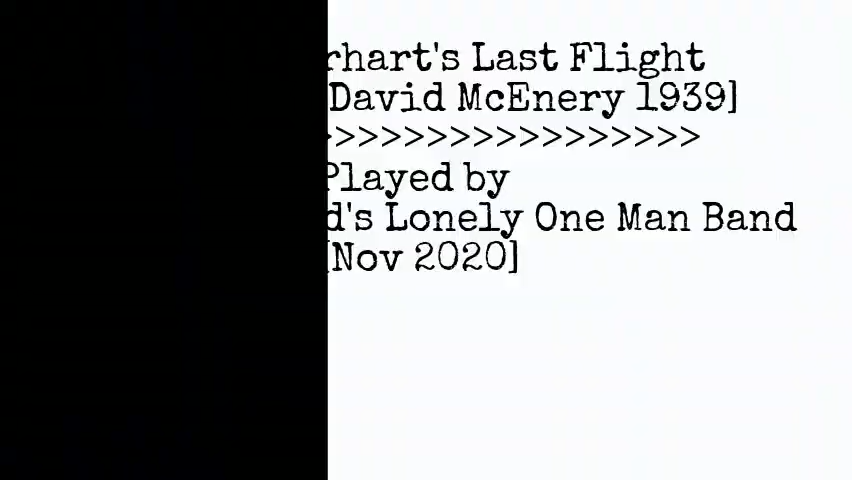 rhart's Last Flight
[David McEnery 1939]
>>>>>>>>>>>>>>>>
Played by
d's Lonely One Man Band
[Nov 2020]